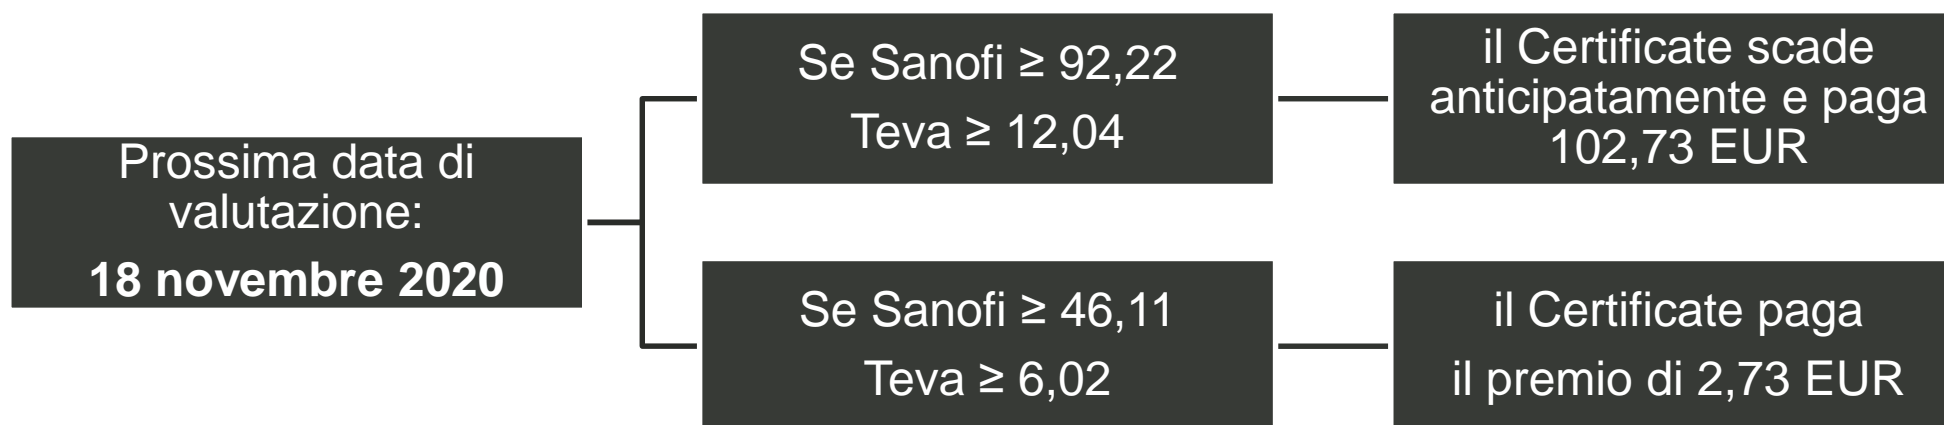 Prossima data di
valutazione:
18 novembre 2020
Se Sanofi ≥ 92,22
Teva ≥ 12,04
il Certificate scade
anticipatamente e paga
102,73 EUR
Se Sanofi ≥ 46,11
Teva ≥ 6,02
il Certificate paga
il premio di 2,73 EUR